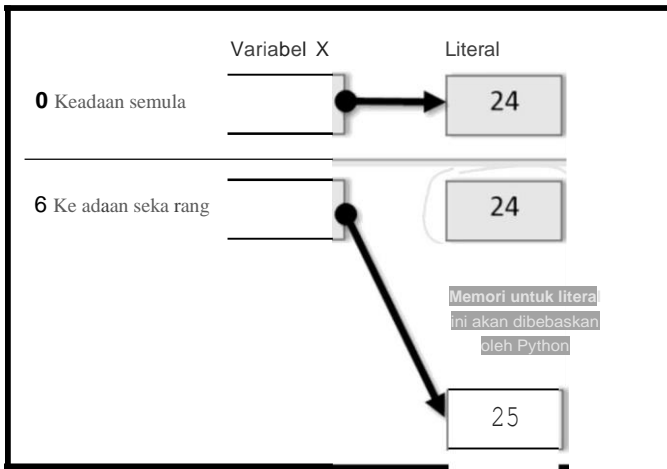 Variabel X Literal
0 Keadaan semula 24
6 Ke adaan seka rang 24
Memori untuk litera
ini akan dibebaskan
oleh Python
25